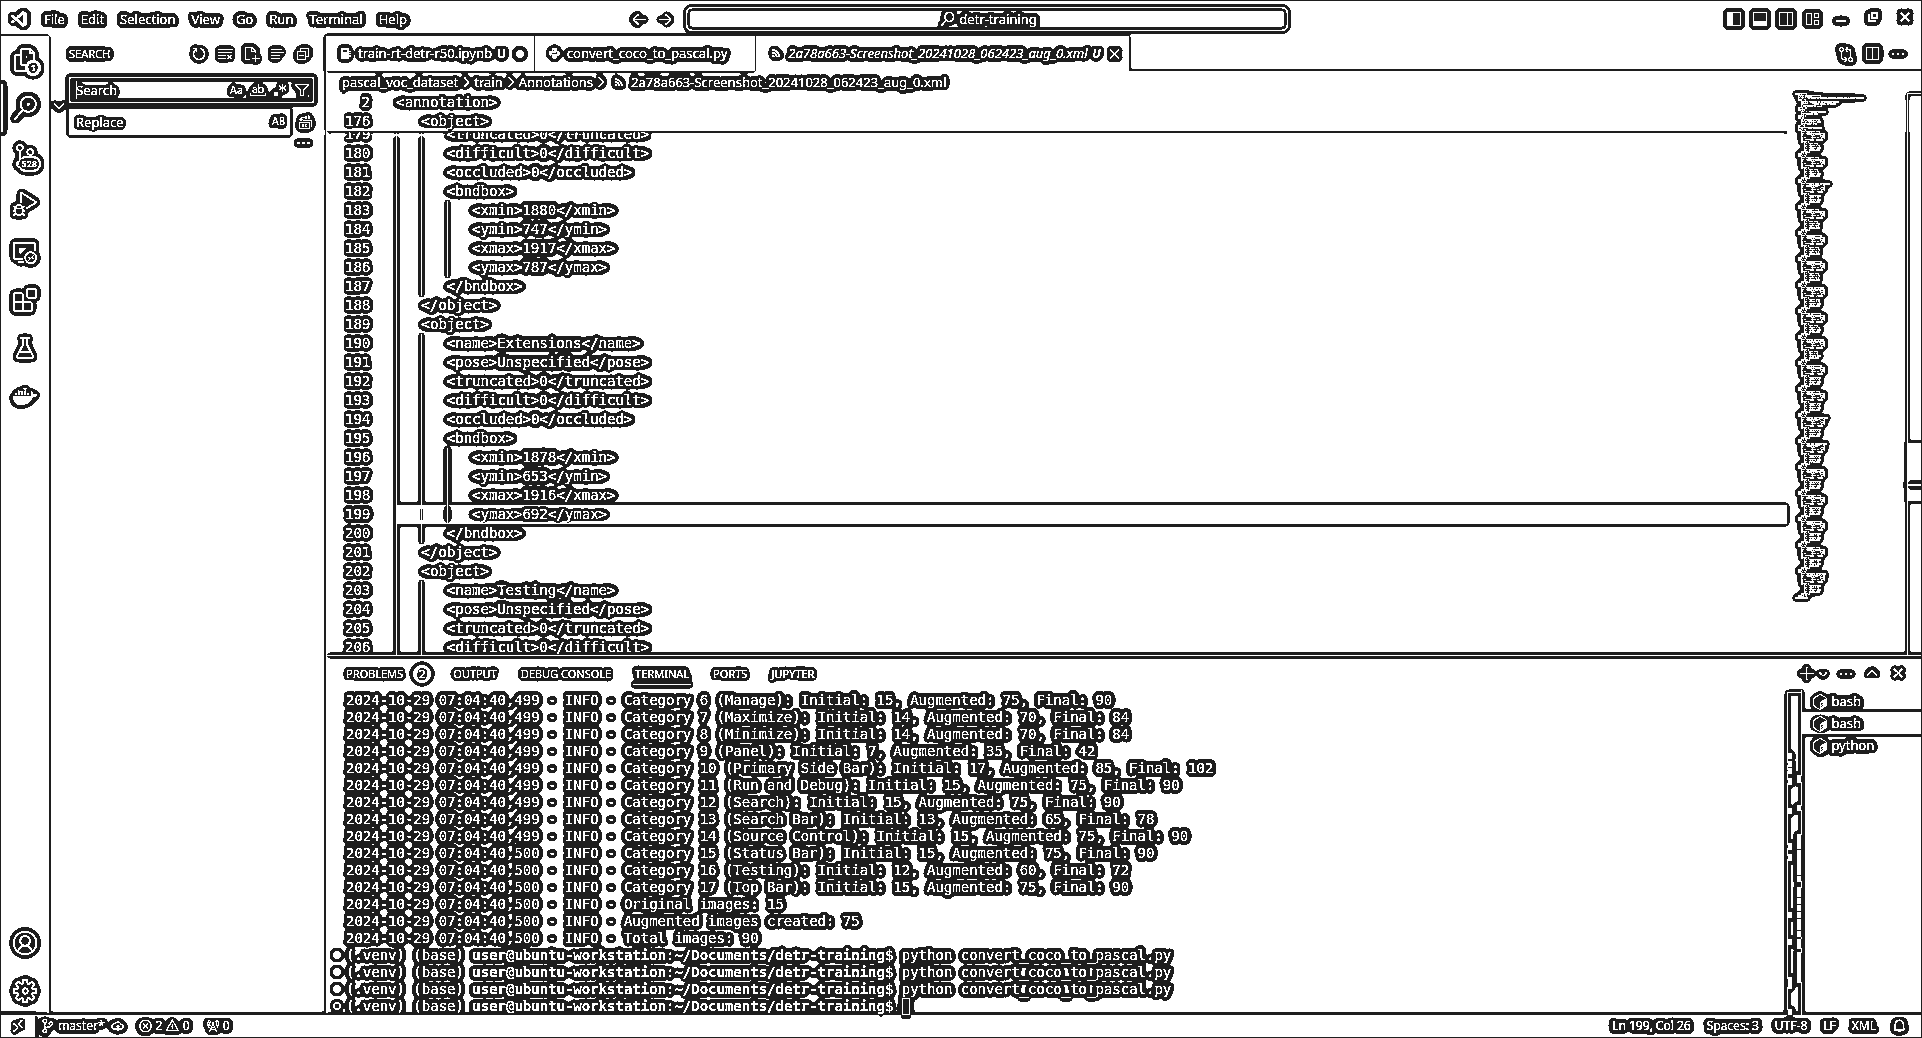 File Edit Selection View Go Run Terminal Help
detr-training
SEARCH
Search
Aa ab .*
Replace
AB
528
train-rt-detr-r50.ipynb U
convert_coco_to_pascal.py
2a78a663-Screenshot_20241028_062423_aug_0.xml U
pascal_voc_dataset > train > Annotations > 2a78a663-Screenshot_20241028_062423_aug_0.xml
2 <annotation>
176 <object>
179 <truncated>0</truncated>
180 <difficult>0</difficult>
181 <occluded>0</occluded>
182 <bndbox>
183 <xmin>1880</xmin>
184 <ymin>747</ymin>
185 <xmax>1917</xmax>
186 <ymax>787</ymax>
187 </bndbox>
188 </object>
189 <object>
190 <name>Extensions</name>
191 <pose>Unspecified</pose>
192 <truncated>0</truncated>
193 <difficult>0</difficult>
194 <occluded>0</occluded>
195 <bndbox>
196 <xmin>1878</xmin>
197 <ymin>653</ymin>
198 <xmax>1916</xmax>
199 <ymax>692</ymax>
200 </bndbox>
201 </object>
202 <object>
203 <name>Testing</name>
204 <pose>Unspecified</pose>
205 <truncated>0</truncated>
206 <difficult>0</difficult>
PROBLEMS 2 OUTPUT DEBUG CONSOLE TERMINAL PORTS JUPYTER
2024-10-29 07:04:40,499 - INFO - Category 6 (Manage): Initial: 15, Augmented: 75, Final: 90
2024-10-29 07:04:40,499 - INFO - Category 7 (Maximize): Initial: 14, Augmented: 70, Final: 84
2024-10-29 07:04:40,499 - INFO - Category 8 (Minimize): Initial: 14, Augmented: 70, Final: 84
2024-10-29 07:04:40,499 - INFO - Category 9 (Panel): Initial: 7, Augmented: 35, Final: 42
2024-10-29 07:04:40,499 - INFO - Category 10 (Primary Side Bar): Initial: 17, Augmented: 85, Final: 102
2024-10-29 07:04:40,499 - INFO - Category 11 (Run and Debug): Initial: 15, Augmented: 75, Final: 90
2024-10-29 07:04:40,499 - INFO - Category 12 (Search): Initial: 15, Augmented: 75, Final: 90
2024-10-29 07:04:40,499 - INFO - Category 13 (Search Bar): Initial: 13, Augmented: 65, Final: 78
2024-10-29 07:04:40,499 - INFO - Category 14 (Source Control): Initial: 15, Augmented: 75, Final: 90
2024-10-29 07:04:40,500 - INFO - Category 15 (Status Bar): Initial: 15, Augmented: 75, Final: 90
2024-10-29 07:04:40,500 - INFO - Category 16 (Testing): Initial: 12, Augmented: 60, Final: 72
2024-10-29 07:04:40,500 - INFO - Category 17 (Top Bar): Initial: 15, Augmented: 75, Final: 90
2024-10-29 07:04:40,500 - INFO - Original images: 15
2024-10-29 07:04:40,500 - INFO - Augmented images created: 75
2024-10-29 07:04:40,500 - INFO - Total images: 90
(.venv) (base) user@ubuntu-workstation:~/Documents/detr-training$ python convert_coco_to_pascal.py
(.venv) (base) user@ubuntu-workstation:~/Documents/detr-training$ python convert_coco_to_pascal.py
(.venv) (base) user@ubuntu-workstation:~/Documents/detr-training$ python convert_coco_to_pascal.py
(.venv) (base) user@ubuntu-workstation:~/Documents/detr-training$
bash
bash
python
master* 2 0 0
Ln 199, Col 26 Spaces: 3 UTF-8 LF XML